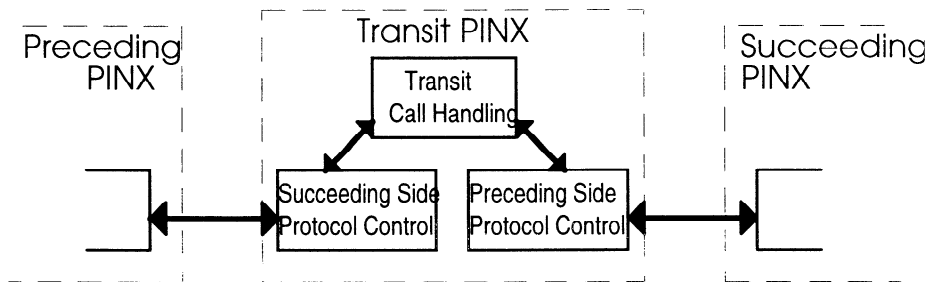 Preceding
PINX
Transit PINX
Succeeding
PINX
Transit
Call Handling
Succeeding Side
Protocol Control
Preceding Side
Protocol Control